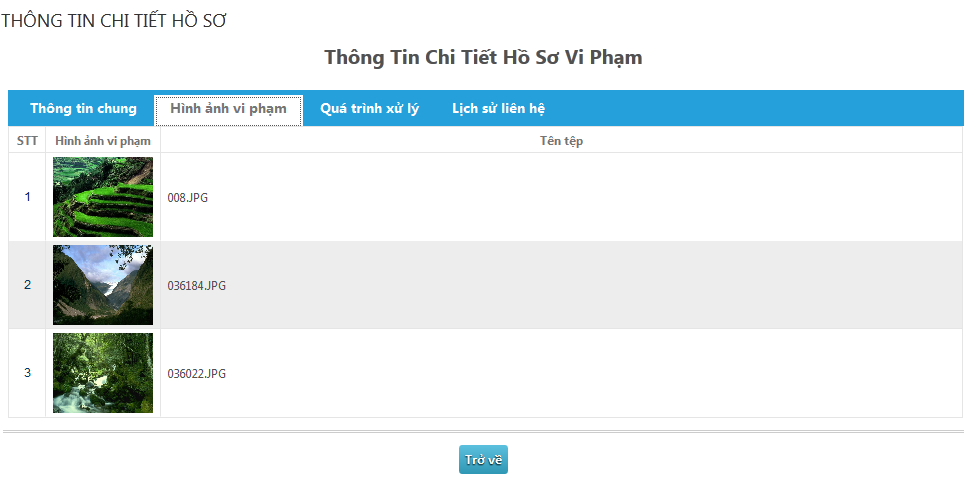 THÔNG TIN CHI TIẾT HỒ SƠ
Thông Tin Chi Tiết Hồ Sơ Vi Phạm
Thông tin chung Hình ảnh vi phạm Quá trình xử lý Lịch sử liên hệ
STT Hình ảnh vi phạm Tên tệp
1 008.JPG
2 036184.JPG
3 036022.JPG
Trở về